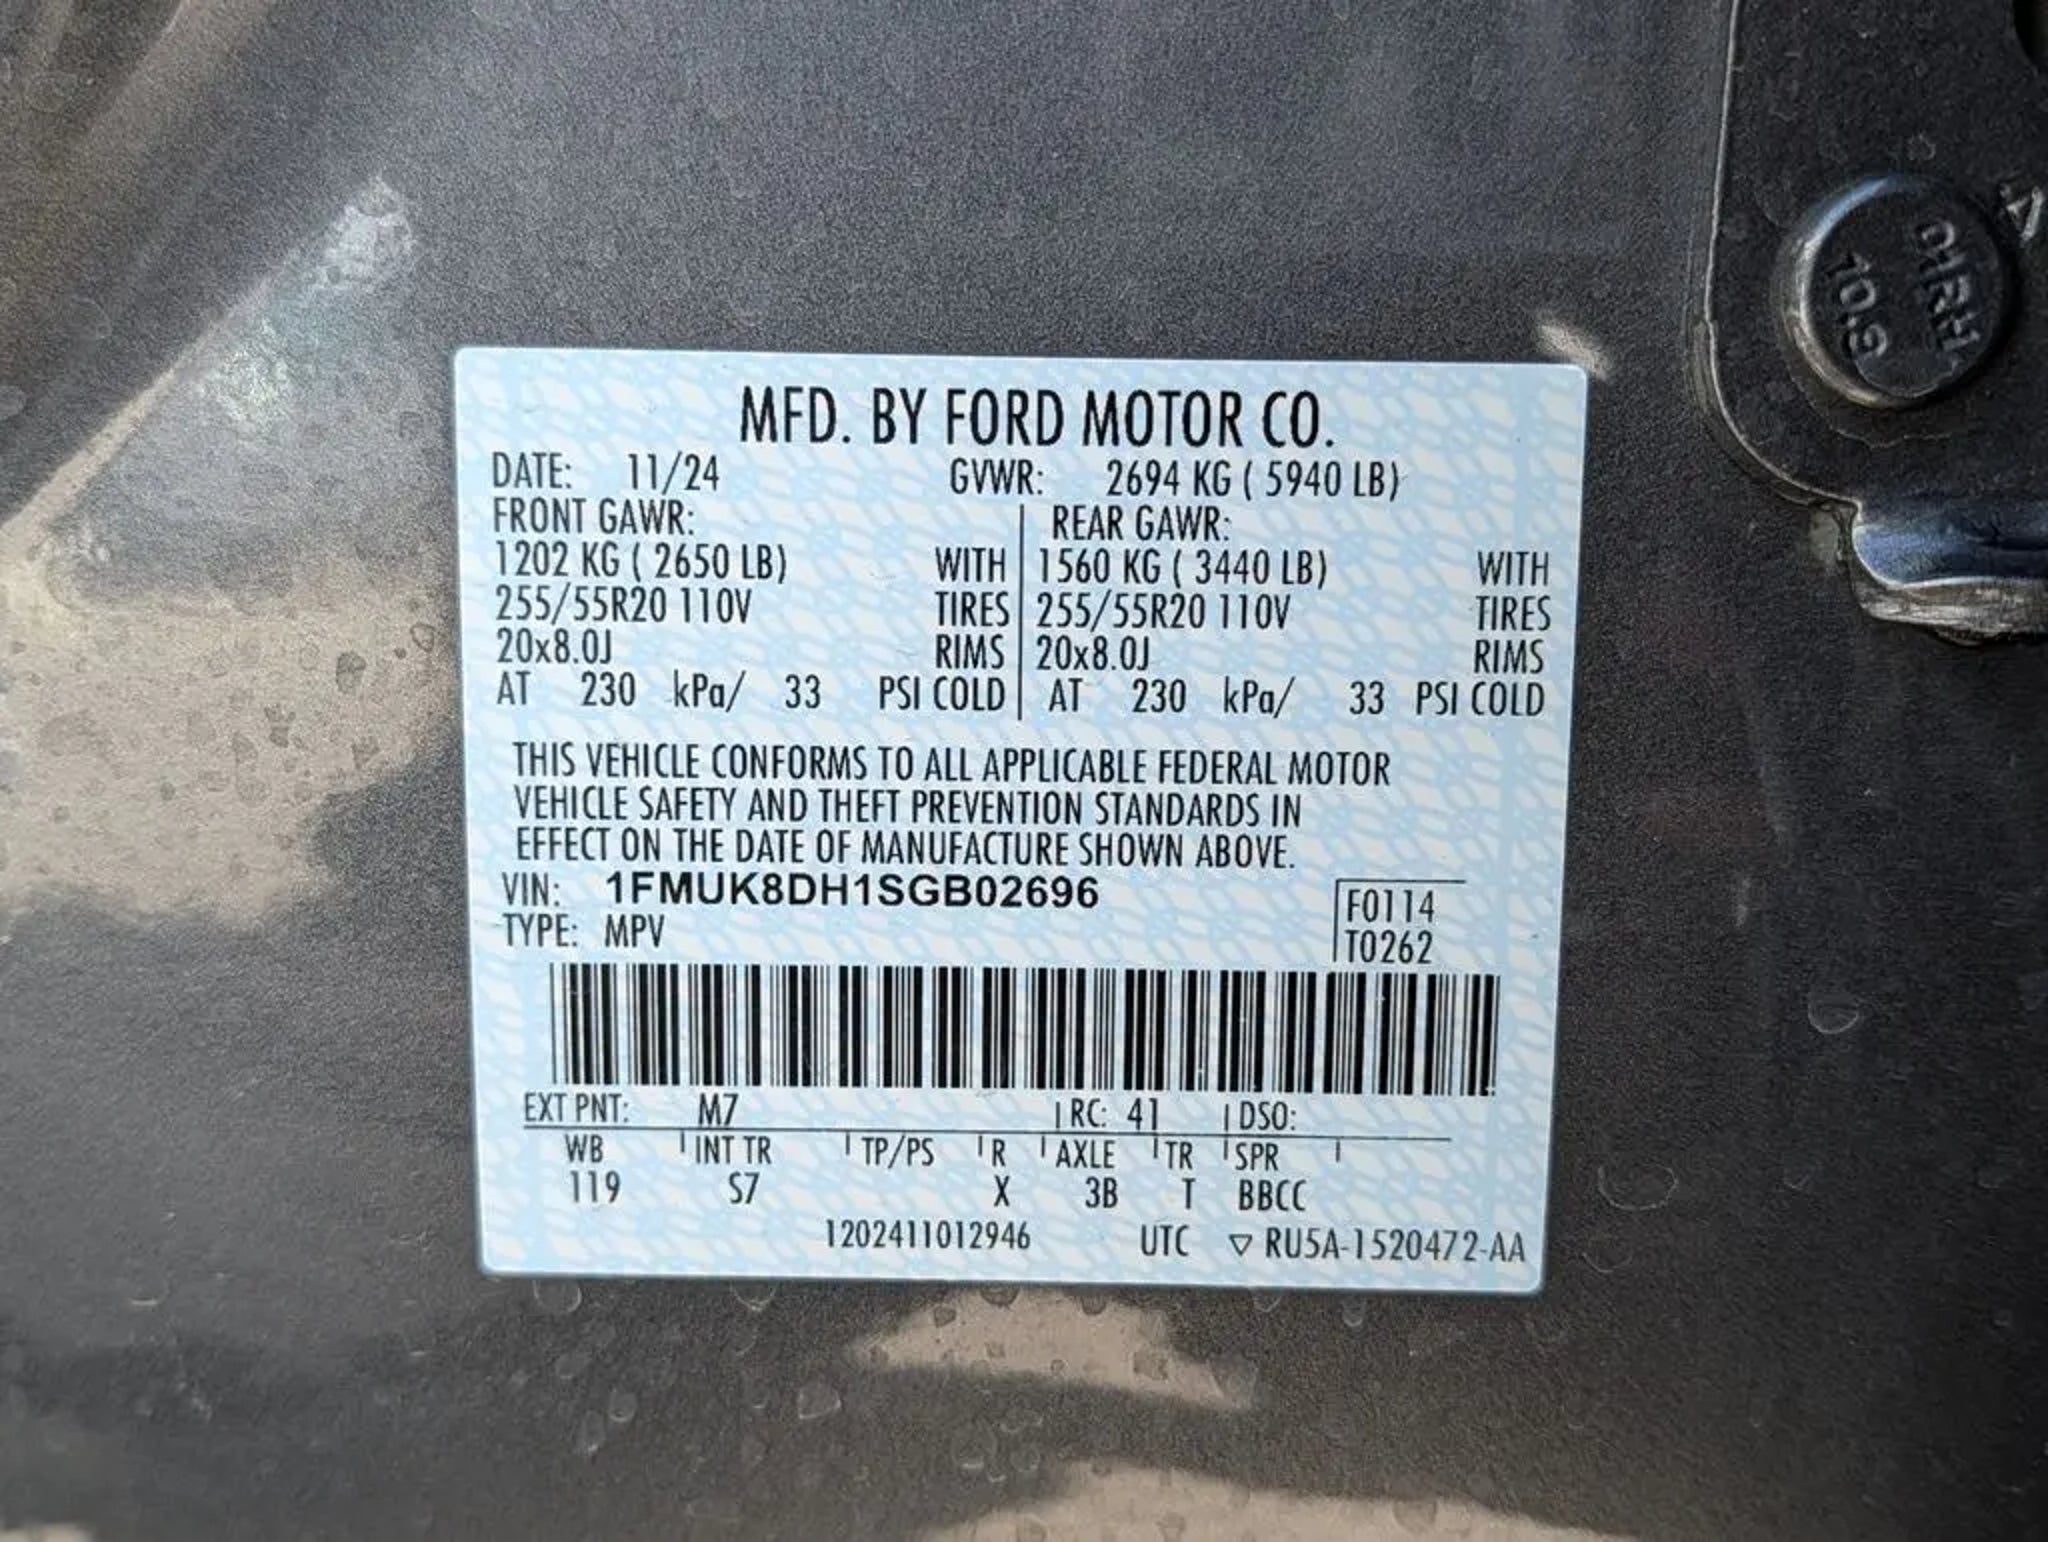 MFD. BY FORD MOTOR CO.
DATE: 11/24 GVWR: 2694 KG ( 5940 LB)
FRONT GAWR: REAR GAWR:
1202 KG ( 2650 LB) WITH 1560 KG ( 3440 LB) WITH
255/55R20 110V TIRES 255/55R20 110V TIRES
20x8.0J RIMS 20x8.0J RIMS
AT 230 kPa/ 33 PSI COLD AT 230 kPa/ 33 PSI COLD
THIS VEHICLE CONFORMS TO ALL APPLICABLE FEDERAL MOTOR
VEHICLE SAFETY AND THEFT PREVENTION STANDARDS IN
EFFECT ON THE DATE OF MANUFACTURE SHOWN ABOVE.
VIN: 1FMUK8DH1SGB02696 F0114
TYPE: MPV T0262
EXT PNT: M7 RC: 41 DSO:
WB INT TR TP/PS R AXLE TR SPR
119 S7 X 3B T BBCC
1202411012946 UTC ▽ RU5A-1520472-AA
10.9